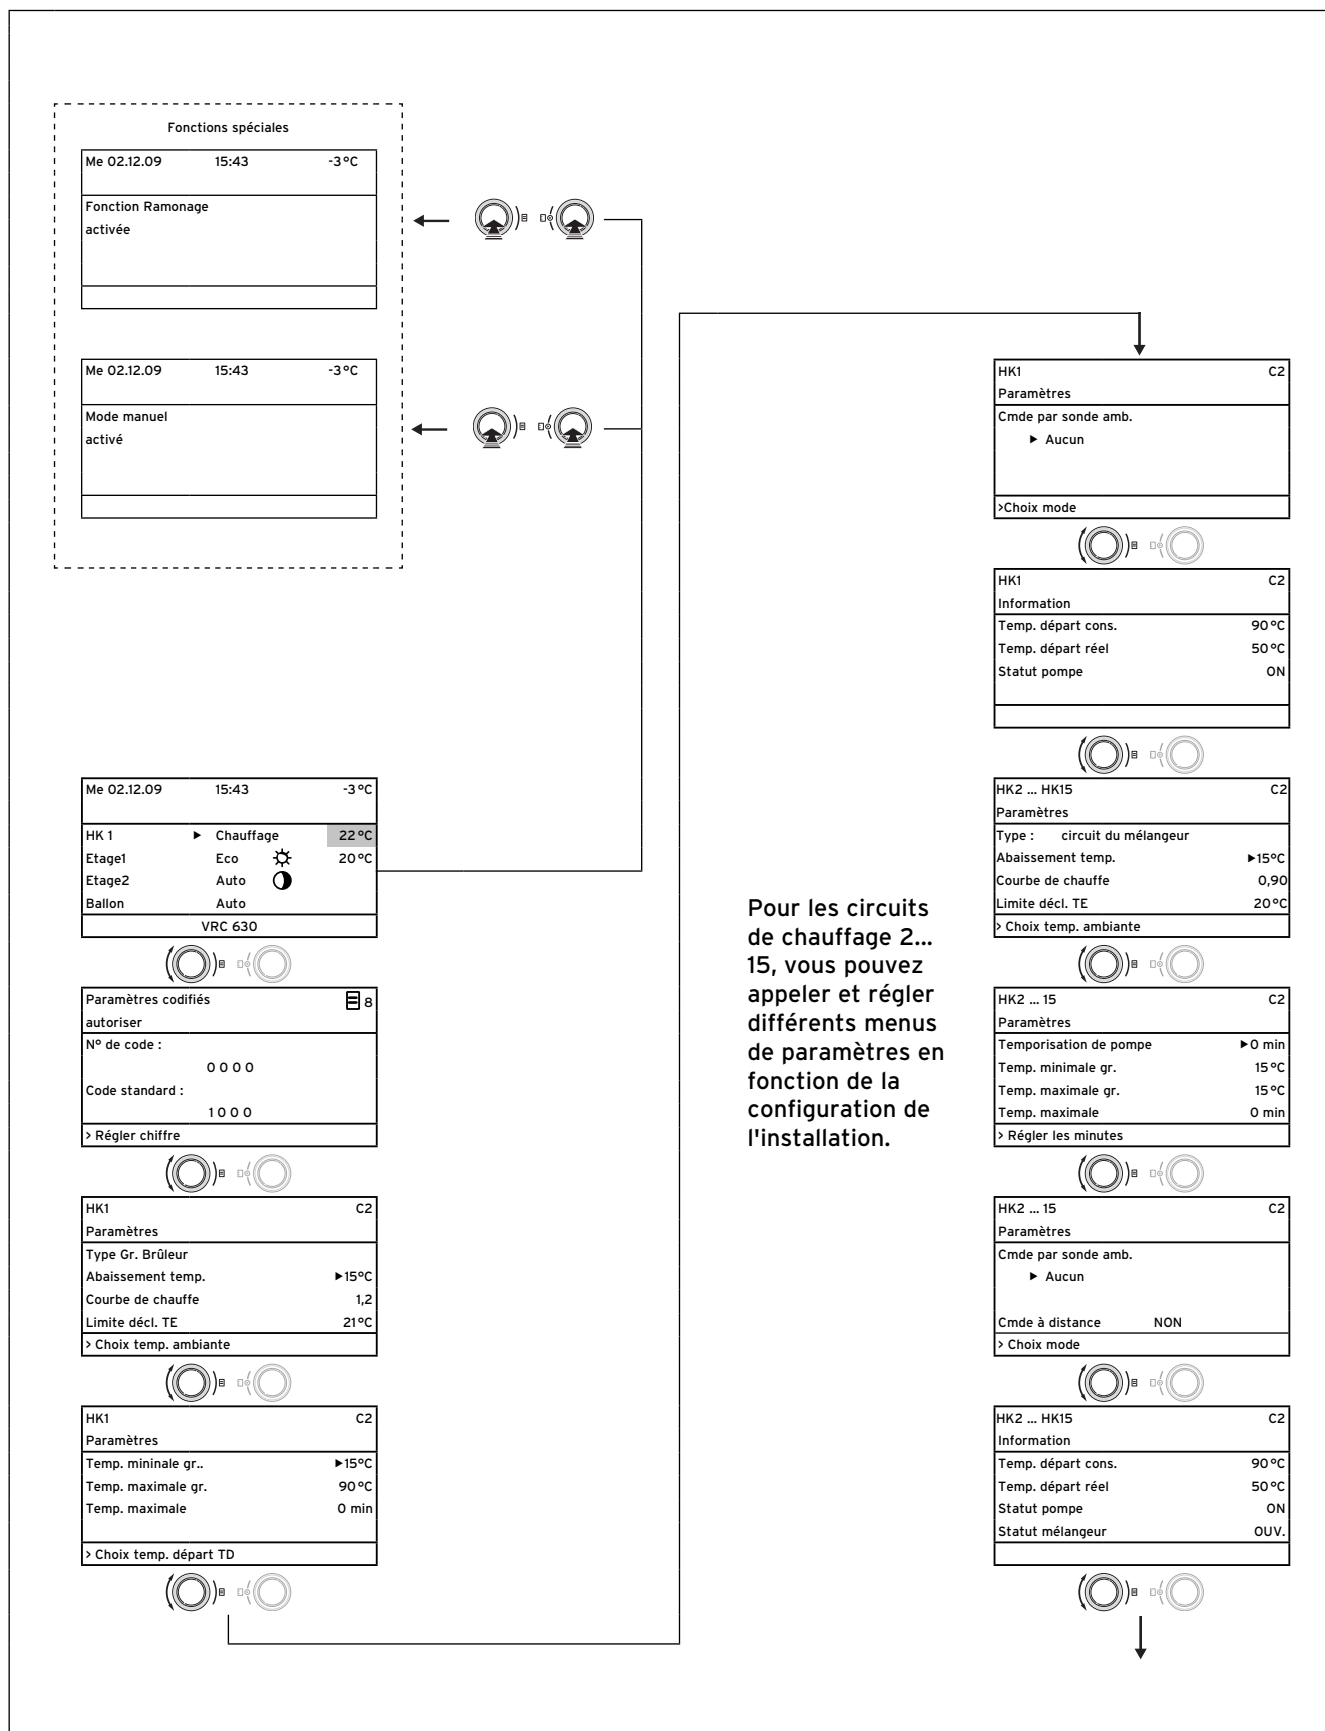 Fonctions spéciales
Me 02.12.09 15:43 -3°C
Fonction Ramonage
activée
Me 02.12.09 15:43 -3°C
Mode manuel
activé
Me 02.12.09 15:43 -3°C
HK 1 ▶ Chauffage 22°C
Etage1 Eco 20°C
Etage2 Auto
Ballon Auto
VRC 630
Paramètres codifiés 8
autoriser
N° de code :
0 0 0 0
Code standard :
1 0 0 0
> Régler chiffre
HK1 C2
Paramètres
Type Gr. Brûleur
Abaissement temp. ▶15°C
Courbe de chauffe 1,2
Limite décl. TE 21°C
> Choix temp. ambiante
HK1 C2
Paramètres
Temp. mininale gr.. ▶15°C
Temp. maximale gr. 90°C
Temp. maximale 0 min
> Choix temp. départ TD
Pour les circuits
de chauffage 2...
15, vous pouvez
appeler et régler
différents menus
de paramètres en
fonction de la
configuration de
l'installation.
HK1 C2
Paramètres
Cmde par sonde amb.
▶ Aucun
>Choix mode
HK1 C2
Information
Temp. départ cons. 90°C
Temp. départ réel 50°C
Statut pompe ON
HK2 ... HK15 C2
Paramètres
Type : circuit du mélangeur
Abaissement temp. ▶15°C
Courbe de chauffe 0,90
Limite décl. TE 20°C
> Choix temp. ambiante
HK2 ... 15 C2
Paramètres
Temporisation de pompe ▶0 min
Temp. minimale gr. 15°C
Temp. maximale gr. 15°C
Temp. maximale 0 min
> Régler les minutes
HK2 ... 15 C2
Paramètres
Cmde par sonde amb.
▶ Aucun
Cmde à distance NON
> Choix mode
HK2 ... HK15 C2
Information
Temp. départ cons. 90°C
Temp. départ réel 50°C
Statut pompe ON
Statut mélangeur OUV.